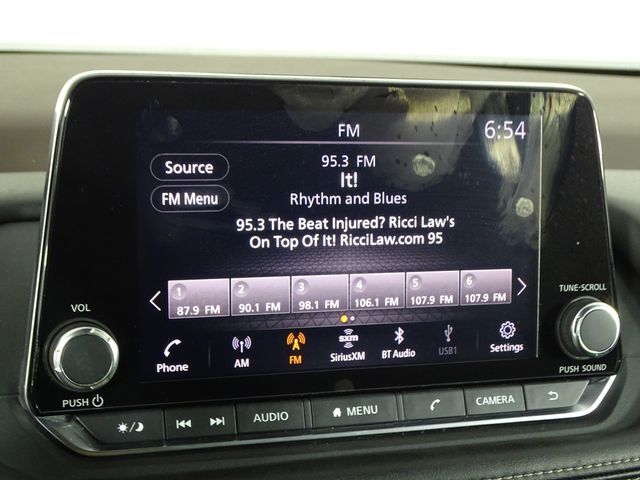 FM
6:54
95.3 FM
Source
It!
FM Menu
Rhythm and Blues
95.3 The Beat Injured? Ricci Law's
On Top Of It! RicciLaw.com 95
1 2 3 4 5 6
87.9 FM 90.1 FM 98.1 FM 106.1 FM 107.9 FM 107.9 FM
VOL
TUNE·SCROLL
sxm
Phone AM FM SiriusXM BT Audio USB1 Settings
PUSH
PUSH SOUND
AUDIO MENU CAMERA